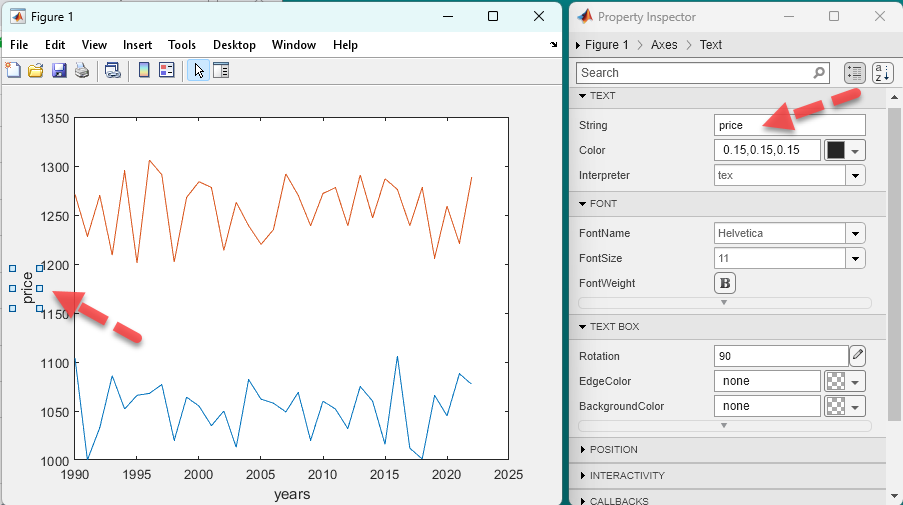 Figure 1
File Edit View Insert Tools Desktop Window Help
1350
1300
1250
1200
1150
1100
1050
1000
price
1990 1995 2000 2005 2010 2015 2020 2025
years
Property Inspector
Figure 1 Axes Text
Search
a
z
TEXT
String price
Color 0.15,0.15,0.15
Interpreter tex
FONT
FontName Helvetica
FontSize 11
FontWeight B
TEXT BOX
Rotation 90
EdgeColor none
BackgroundColor none
POSITION
INTERACTIVITY
CALLBACKS